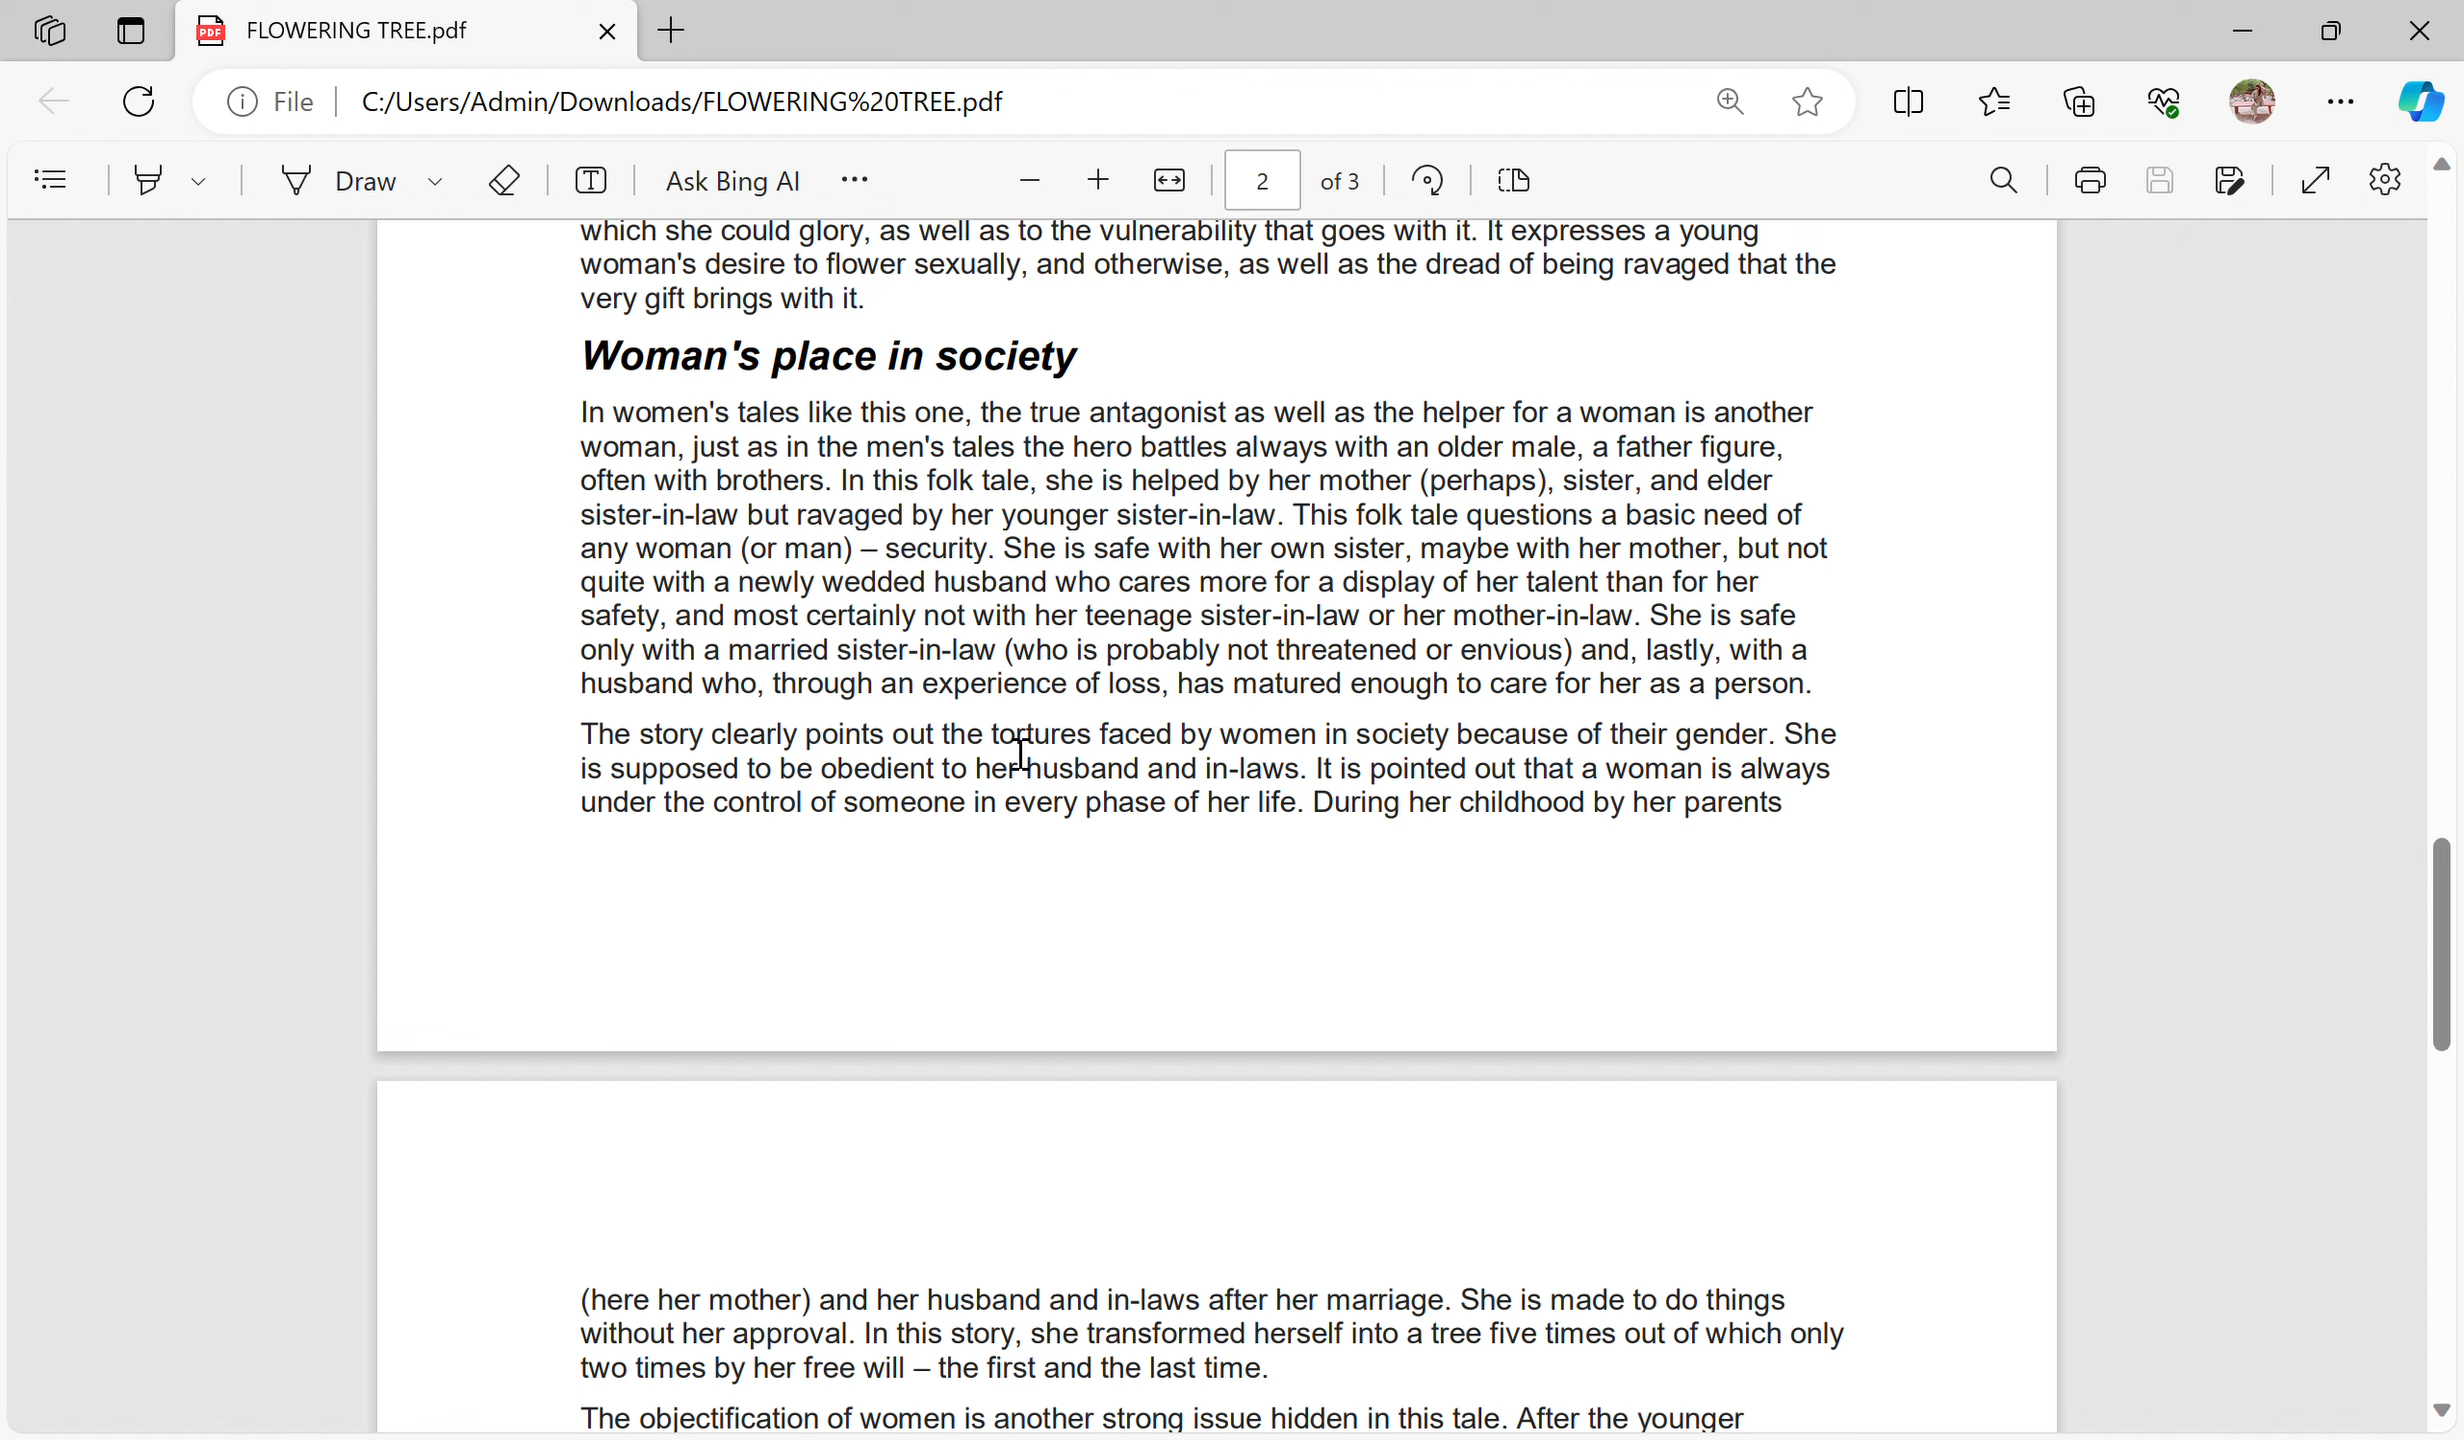 FLOWERING TREE.pdf
File
C:/Users/Admin/Downloads/FLOWERING%20TREE.pdf
Draw
Ask Bing AI
2 of 3
which she could glory, as well as to the vulnerability that goes with it. It expresses a young
woman's desire to flower sexually, and otherwise, as well as the dread of being ravaged that the
very gift brings with it.
Woman's place in society
In women's tales like this one, the true antagonist as well as the helper for a woman is another
woman, just as in the men's tales the hero battles always with an older male, a father figure,
often with brothers. In this folk tale, she is helped by her mother (perhaps), sister, and elder
sister-in-law but ravaged by her younger sister-in-law. This folk tale questions a basic need of
any woman (or man) – security. She is safe with her own sister, maybe with her mother, but not
quite with a newly wedded husband who cares more for a display of her talent than for her
safety, and most certainly not with her teenage sister-in-law or her mother-in-law. She is safe
only with a married sister-in-law (who is probably not threatened or envious) and, lastly, with a
husband who, through an experience of loss, has matured enough to care for her as a person.
The story clearly points out the tortures faced by women in society because of their gender. She
is supposed to be obedient to her husband and in-laws. It is pointed out that a woman is always
under the control of someone in every phase of her life. During her childhood by her parents
(here her mother) and her husband and in-laws after her marriage. She is made to do things
without her approval. In this story, she transformed herself into a tree five times out of which only
two times by her free will – the first and the last time.
The objectification of women is another strong issue hidden in this tale. After the younger